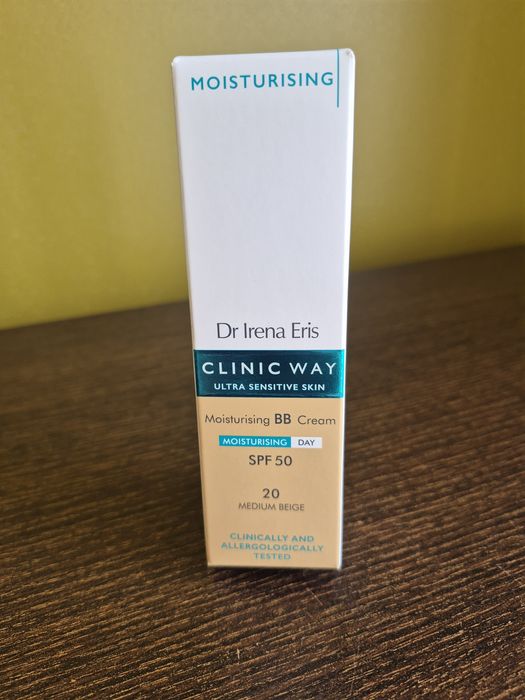 MOISTURISING
Dr Irena Eris
CLINIC WAY
ULTRA SENSITIVE SKIN
Moisturising BB Cream
MOISTURISING DAY
SPF 50
20
MEDIUM BEIGE
CLINICALLY AND
ALLERGOLOGICALLY
TESTED